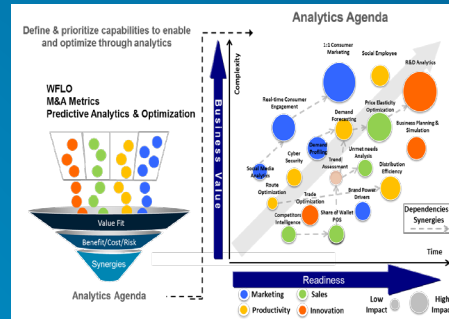 Define & prioritize capabilities to enable
and optimize through analytics
WFLO
M&A Metrics
Predictive Analytics & Optimization
Value Fit
Benefit/Cost/Risk
Synergies
Analytics Agenda
Analytics Agenda
Business Value
Complexity
1:1 Consumer
Marketing
Social Employee
R&D Analytics
Real-time Consumer
Engagement
Demand
Forecasting
Price Elasticity
Optimization
Business Planning &
Simulation
Demand
Profiling
Cyber
Security
Unmet needs
Analysis
Social Media
Analytics
Trend
Assessment
Distribution
Efficiency
Route
Optimization
Trade
Optimization
Brand Power
Drivers
Competitors
Intelligence
Share of Wallet
POS
Dependencies
Synergies
Time
Readiness
Marketing
Sales
Productivity
Innovation
Low
Impact
High
Impact